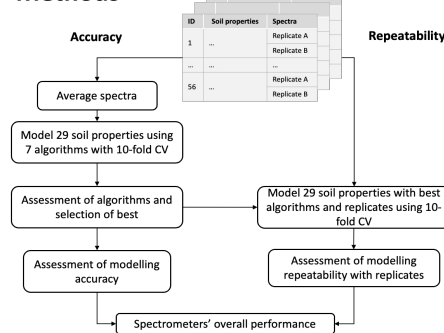 Accuracy
Repeatability
ID Soil properties Spectra
1 ... Replicate A
Replicate B
... ... ...
56 ... Replicate A
Replicate B
Average spectra
Model 29 soil properties using
7 algorithms with 10-fold CV
Assessment of algorithms and
selection of best
Model 29 soil properties with best
algorithms and replicates using 10-
fold CV
Assessment of modelling
accuracy
Assessment of modelling
repeatability with replicates
Spectrometers' overall performance